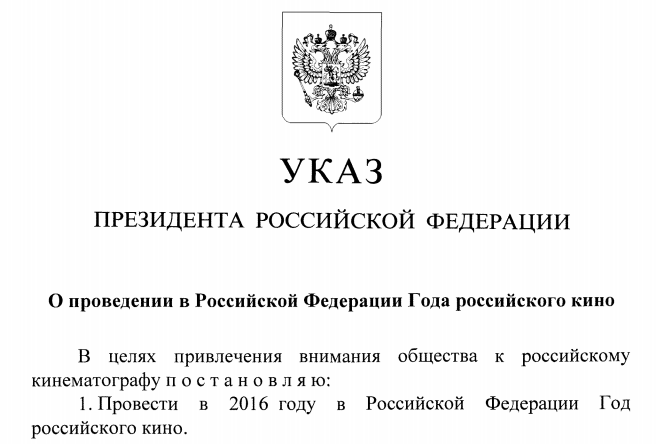 УКАЗ
ПРЕЗИДЕНТА РОССИЙСКОЙ ФЕДЕРАЦИИ
О проведении в Российской Федерации Года российского кино
В целях привлечения внимания общества к российскому
кинематографу п о с т а н о в л я ю:
1. Провести в 2016 году в Российской Федерации Год
российского кино.